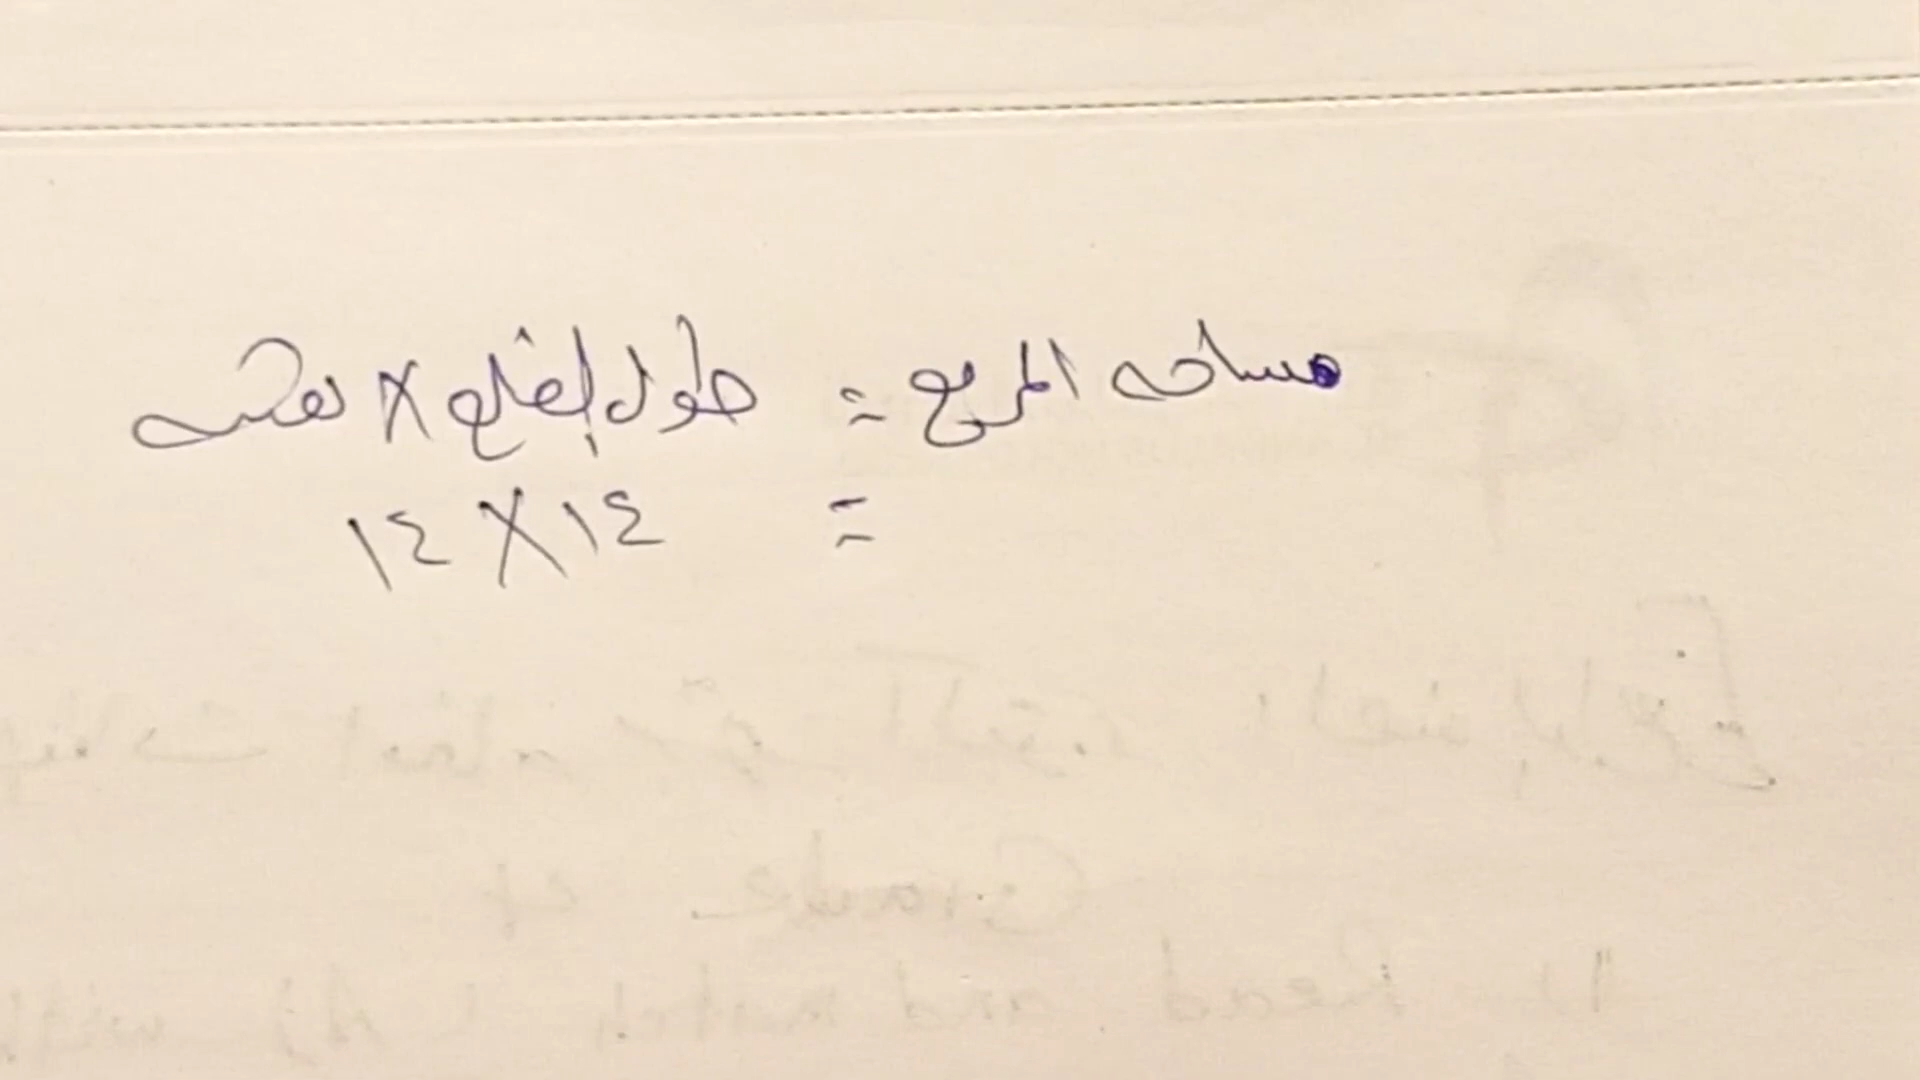 مساحه المربع = طول الضلع × نفسه
= ١٤ × ١٤